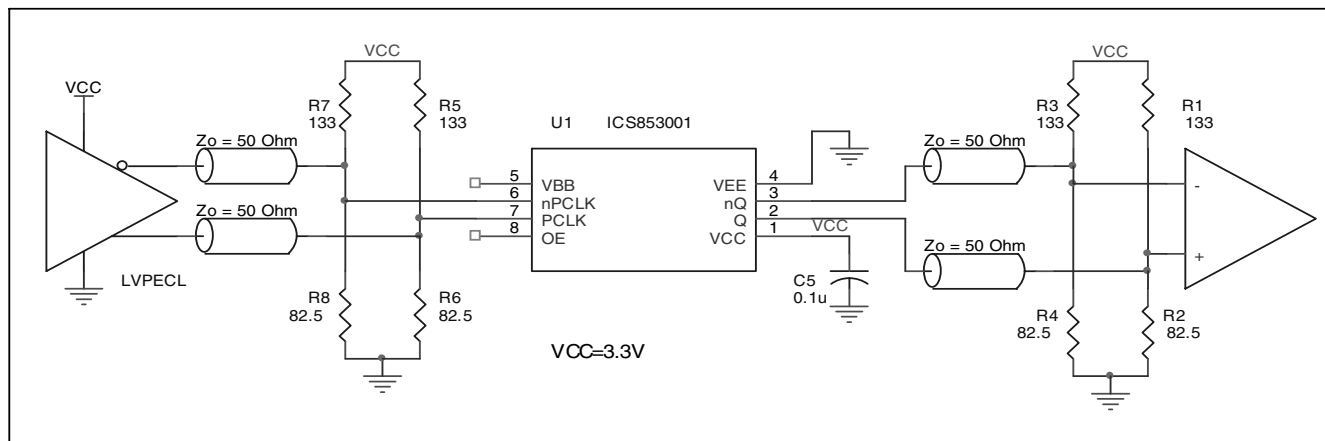 VCC
VCC
R7
133
R5
133
Zo = 50 Ohm
Zo = 50 Ohm
LVPECL
R8
82.5
R6
82.5
U1 ICS853001
5
6
7
8
VBB
nPCLK
PCLK
OE
VEE
nQ
Q
VCC
4
3
2
1
VCC
C5
0.1u
VCC=3.3V
Zo = 50 Ohm
Zo = 50 Ohm
VCC
R3
133
R1
133
-
+
R4
82.5
R2
82.5